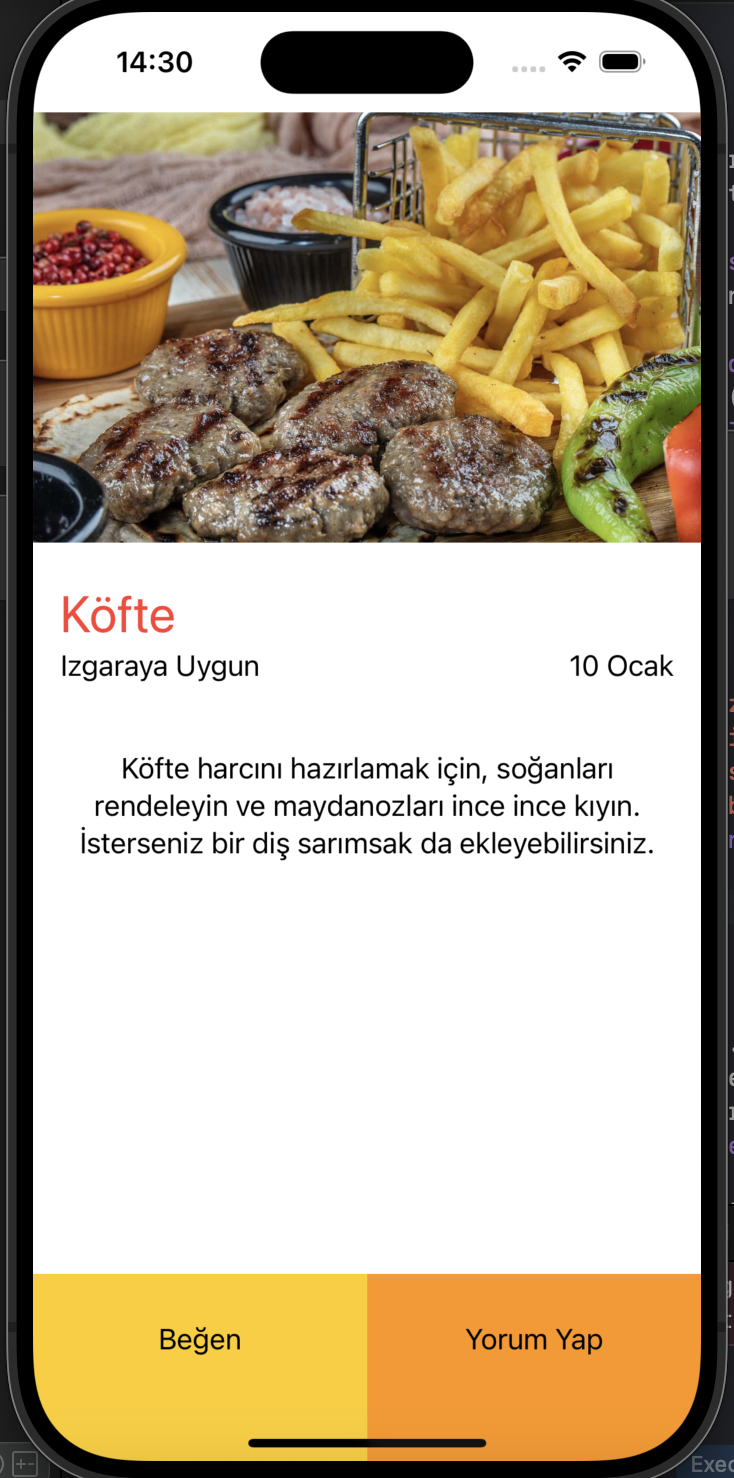 14:30
Köfte
Izgaraya Uygun
10 Ocak
Köfte harcını hazırlamak için, soğanları
rendeleyin ve maydanozları ince ince kıyın.
İsterseniz bir diş sarımsak da ekleyebilirsiniz.
Beğen
Yorum Yap